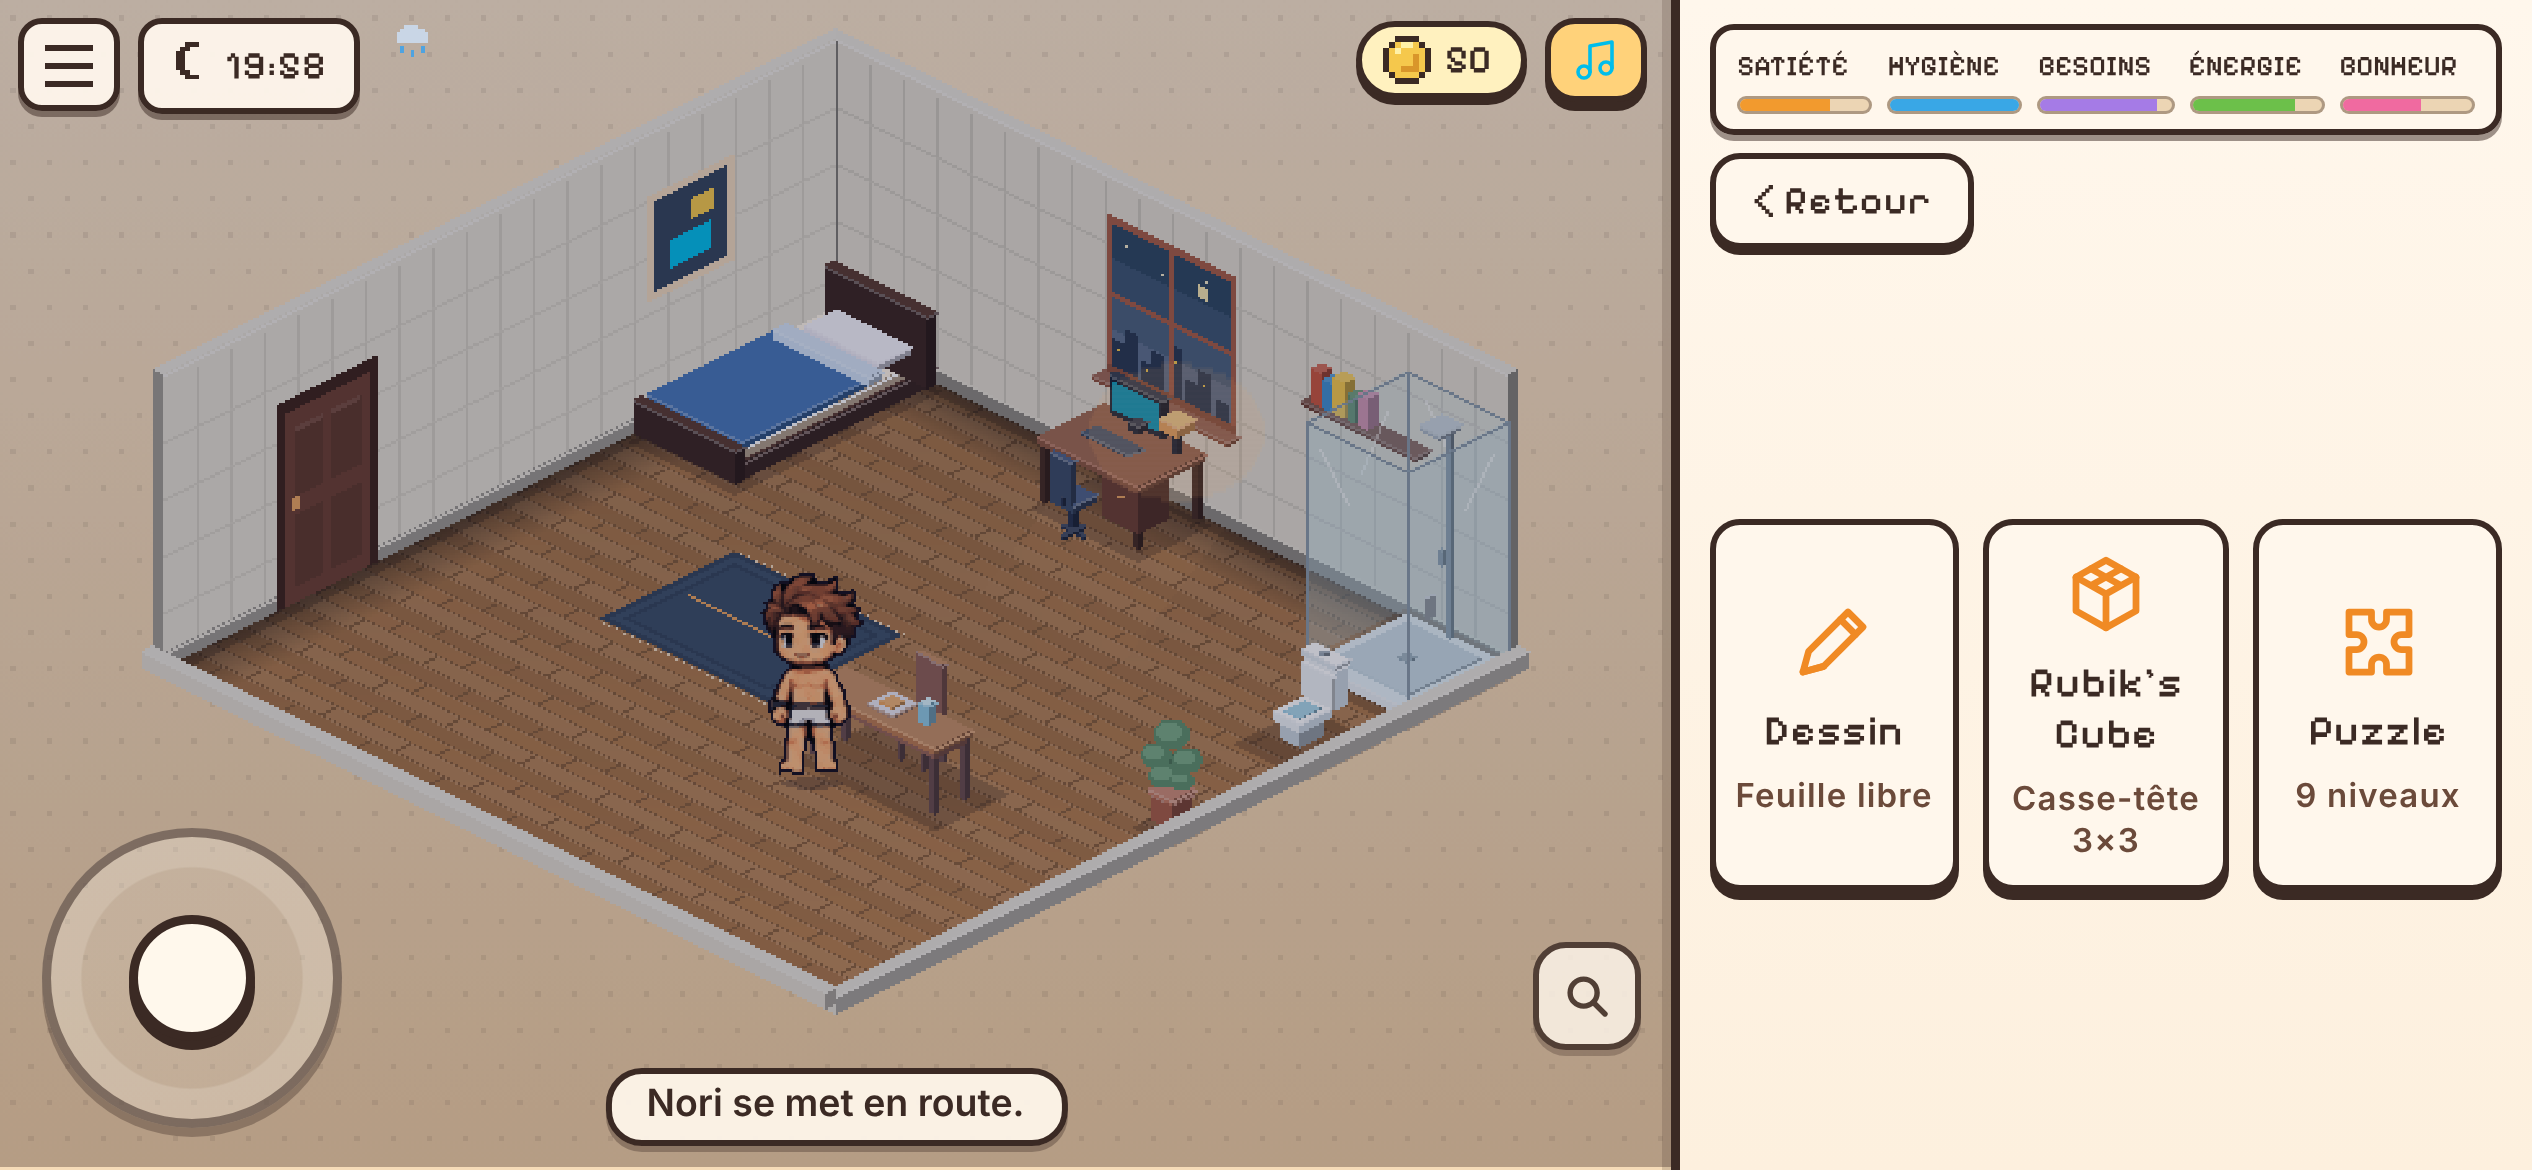 19:58
50
SATIÉTÉ HYGIÈNE BESOINS ÉNERGIE BONHEUR
Retour
Dessin
Feuille libre
Rubik's
Cube
Casse-tête
3×3
Puzzle
9 niveaux
Nori se met en route.